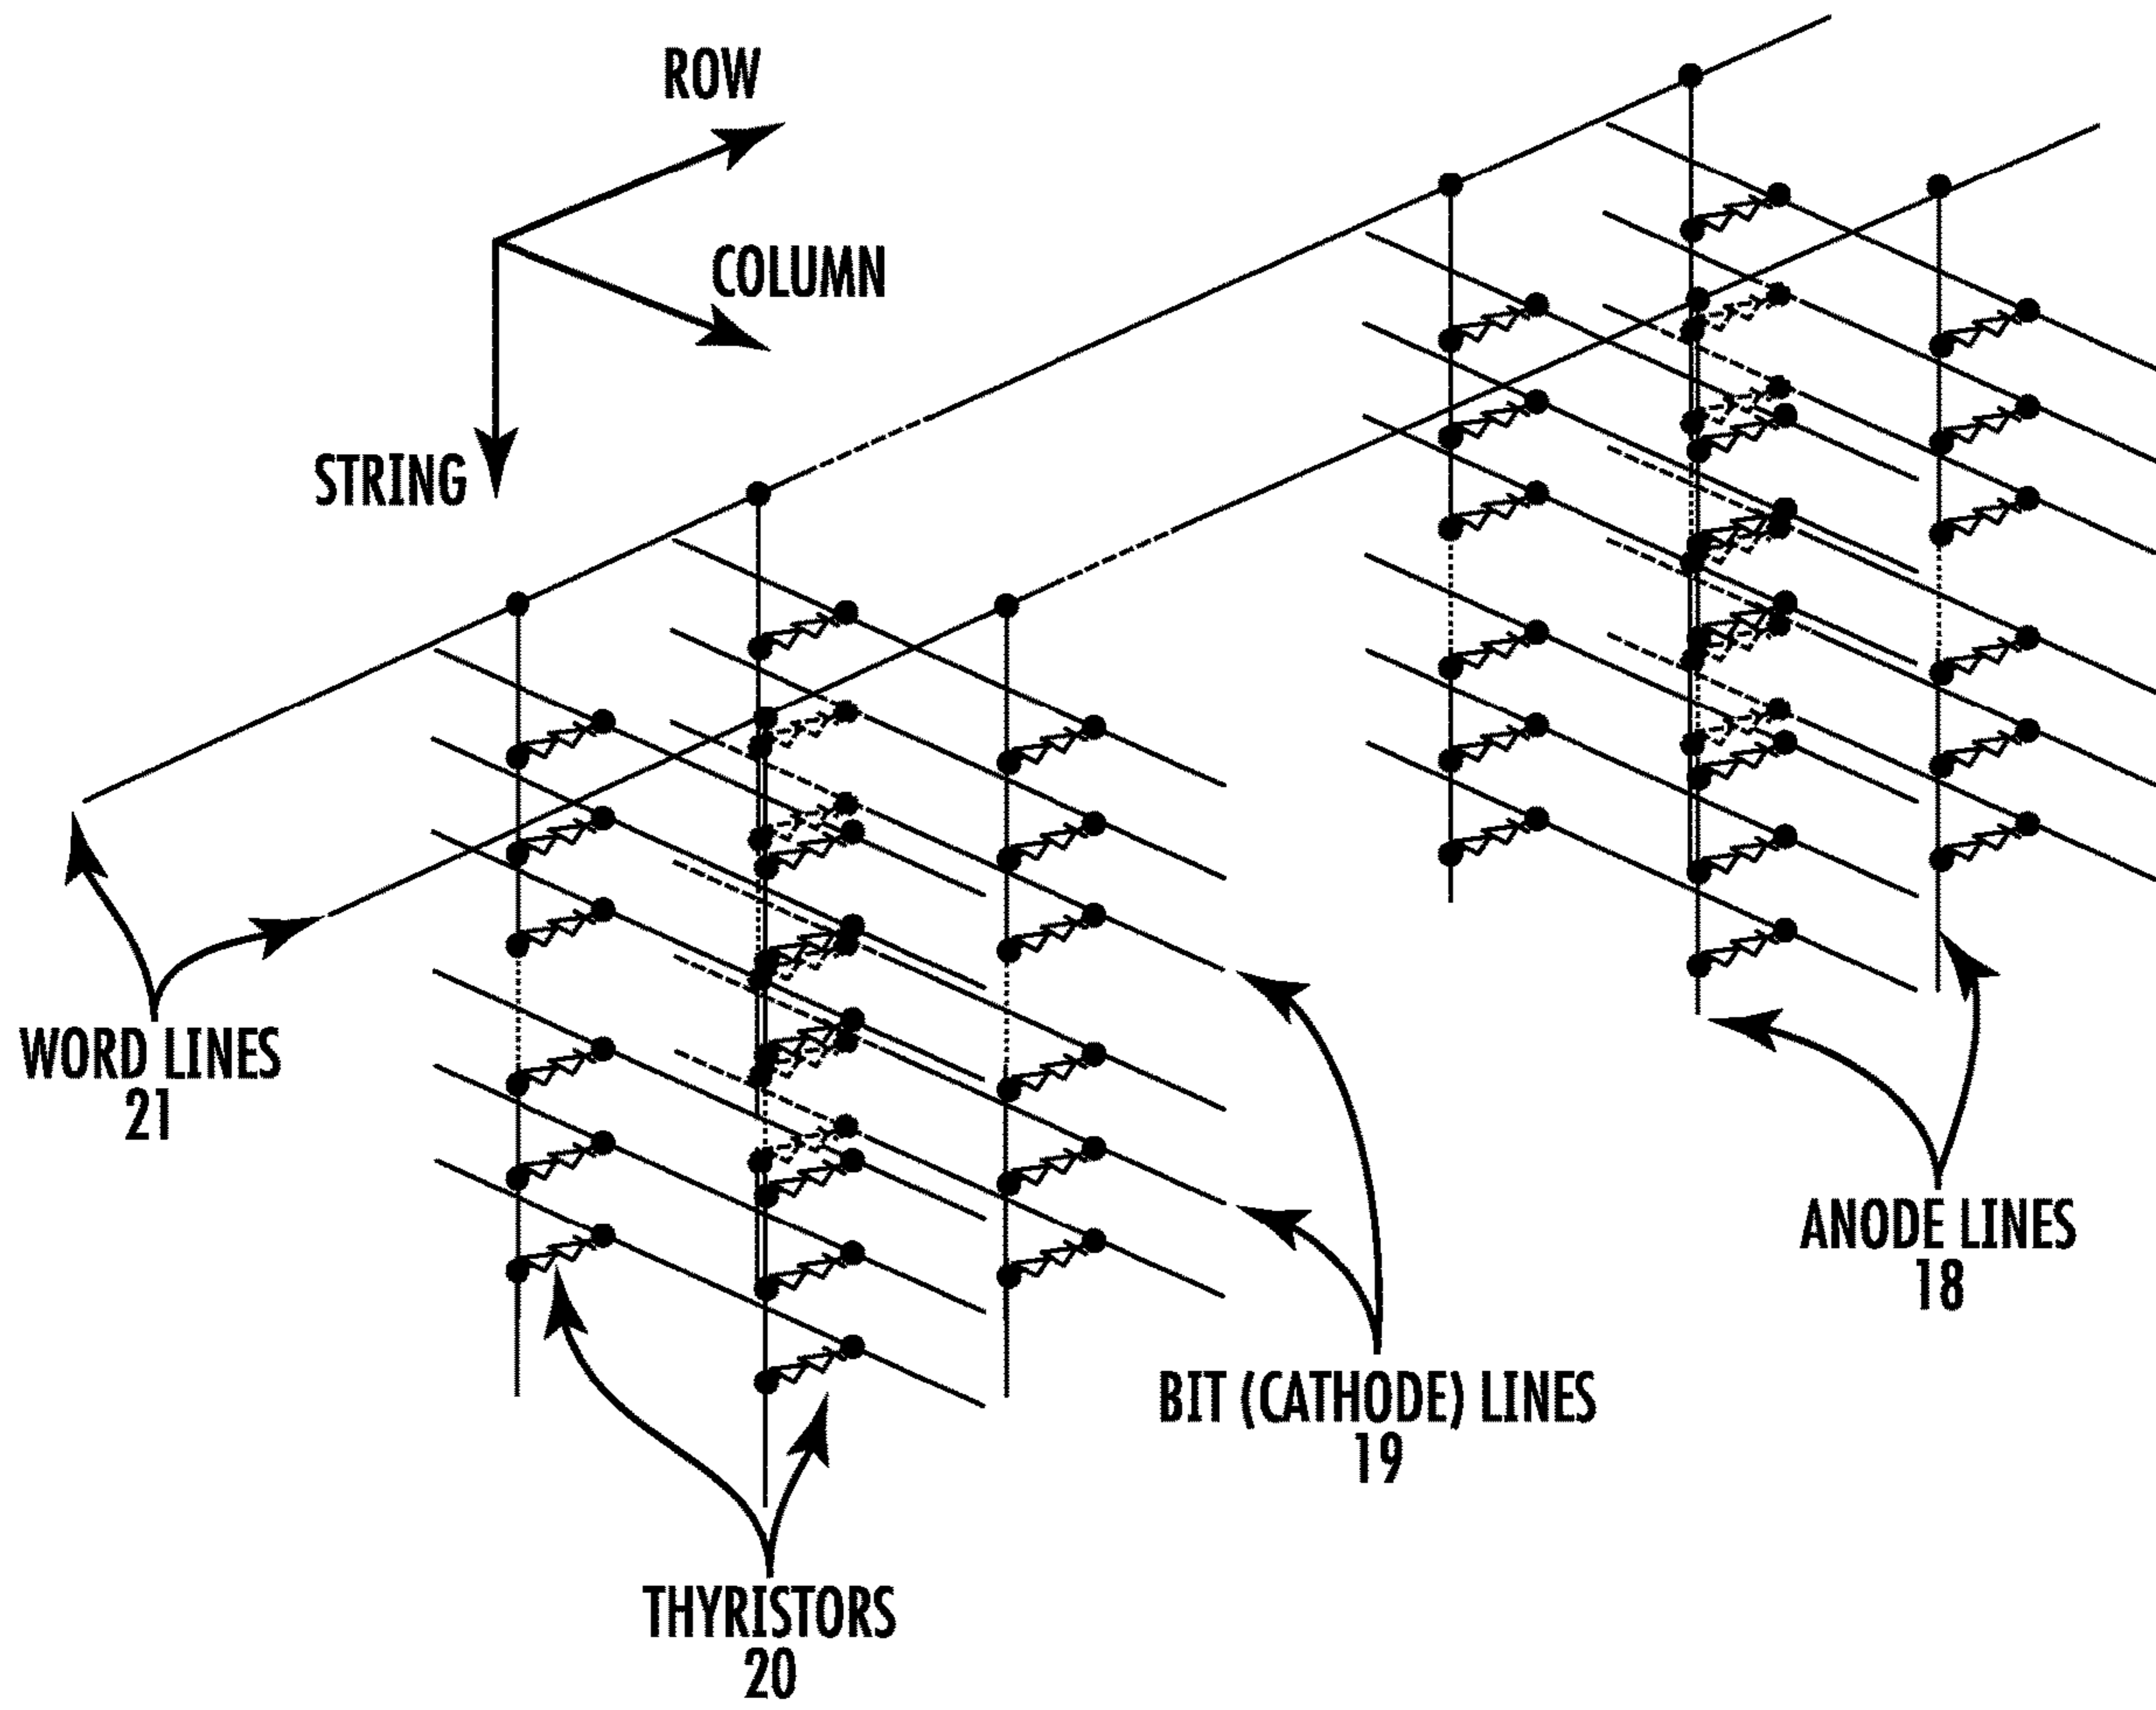 ROW
COLUMN
STRING
WORD LINES
21
ANODE LINES
18
BIT (CATHODE) LINES
19
THYRISTORS
20